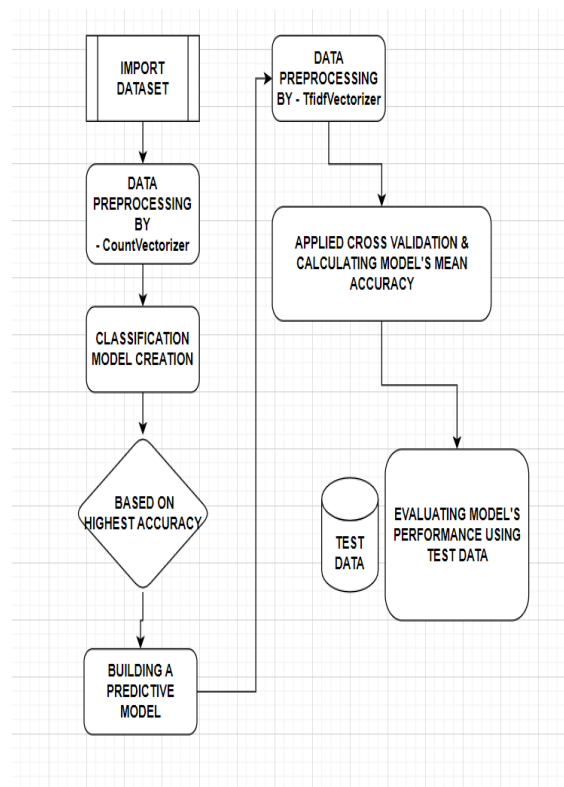 IMPORT
DATASET
DATA
PREPROCESSING
BY
- CountVectorizer
CLASSIFICATION
MODEL CREATION
BASED ON
HIGHEST ACCURACY
BUILDING A
PREDICTIVE
MODEL
DATA
PREPROCESSING
BY - TfidfVectorizer
APPLIED CROSS VALIDATION &
CALCULATING MODEL'S MEAN
ACCURACY
TEST
DATA
EVALUATING MODEL'S
PERFORMANCE USING
TEST DATA